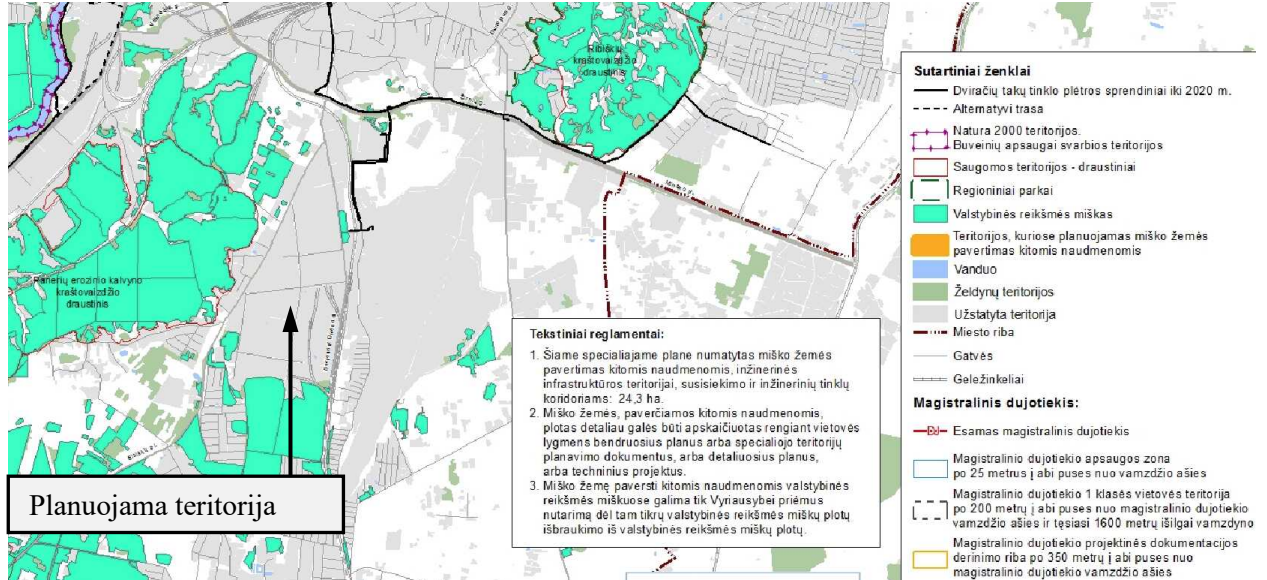 Ribiškių
kraštovaizdžio
draustinis
Panerių erozinio kalvyno
kraštovaizdžio
draustinis
Planuojama teritorija
Tekstiniai reglamentai:
1. Šiame specialiajame plane numatytas miško žemės
pavertimas kitomis naudmenomis, inžinerinės
infrastruktūros teritorijai, susisiekimo ir inžinerinių tinklų
koridoriams: 24,3 ha.
2. Miško žemės, paverčiamos kitomis naudmenomis,
plotas detaliau galės būti apskaičiuotas rengiant vietovės
lygmens bendruosius planus arba specialiojo teritorijų
planavimo dokumentus, arba detaliuosius planus,
arba techninius projektus.
3. Miško žemę paversti kitomis naudmenomis valstybinės
reikšmės miškuose galima tik Vyriausybei priėmus
nutarimą dėl tam tikrų valstybinės reikšmės miškų plotų
išbraukimo iš valstybinės reikšmės miškų plotų.
Sutartiniai ženklai
Dviračių takų tinklo plėtros sprendiniai iki 2020 m.
Alternatyvi trasa
Natura 2000 teritorijos.
Buveinių apsaugai svarbios teritorijos
Saugomos teritorijos - draustiniai
Regioniniai parkai
Valstybinės reikšmės miškas
Teritorijos, kuriose planuojamas miško žemės
pavertimas kitomis naudmenomis
Vanduo
Želdynų teritorijos
Užstatyta teritorija
Miesto riba
Gatvės
Geležinkeliai
Magistralinis dujotiekis:
Esamas magistralinis dujotiekis
Magistralinio dujotiekio apsaugos zona
po 25 metrus į abi puses nuo vamzdžio ašies
Magistralinio dujotiekio 1 klasės vietovės teritorija
po 200 metrų į abi puses nuo magistralinio dujotiekio
vamzdžio ašies ir tęsiasi 1600 metrų išilgai vamzdyno
Magistralinio dujotiekio projektinės dokumentacijos
derinimo riba po 350 metrų į abi puses nuo
magistralinio dujotiekio vamzdžio ašies